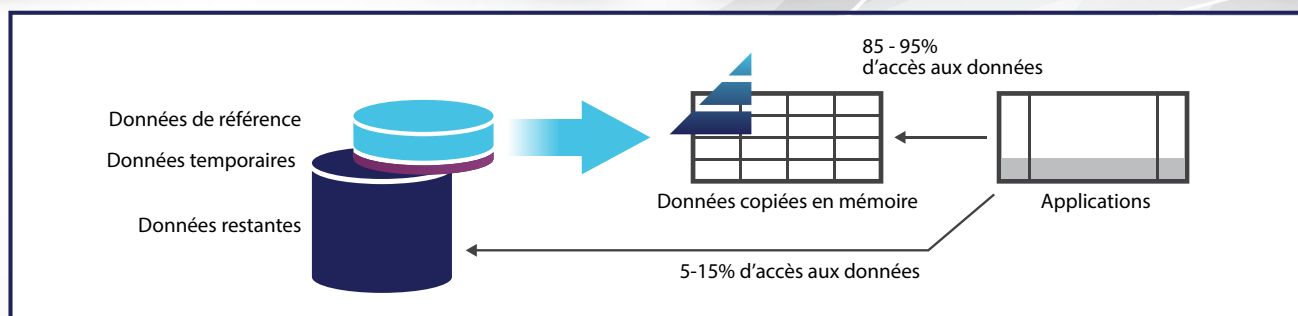 85 - 95%
d'accès aux données
Données de référence
Données temporaires
Données restantes
Données copiées en mémoire
Applications
5-15% d'accès aux données